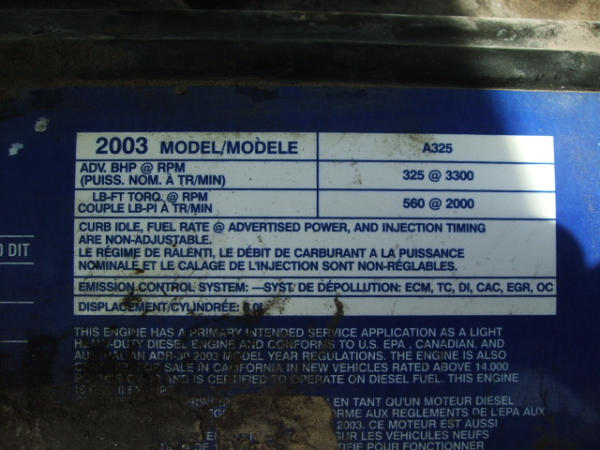 2003 MODEL/MODÈLE A325
ADV. BHP @ RPM
(PUISS. NOM. À TR/MIN) 325 @ 3300
LB-FT TORQ. @ RPM
COUPLE LB-PI À TR/MIN 560 @ 2000
CURB IDLE, FUEL RATE @ ADVERTISED POWER, AND INJECTION TIMING
ARE NON-ADJUSTABLE.
LE RÉGIME DE RALENTI, LE DÉBIT DE CARBURANT A LA PUISSANCE
NOMINALE ET LE CALAGE DE L'INJECTION SONT NON-RÉGLABLES.
EMISSION CONTROL SYSTEM: —SYST. DE DÉPOLLUTION: ECM, TC, DI, CAC, EGR, OC
DISPLACEMENT/CYLINDRÉE:
DIT
THIS ENGINE HAS A PRIMARY INTENDED SERVICE APPLICATION AS A LIGHT
HEAVY-DUTY DIESEL ENGINE AND CONFORMS TO U.S. EPA, CANADIAN, AND
AN ADR-30 2003 MODEL YEAR REGULATIONS. THE ENGINE IS ALSO
FOR SALE IN CALIFORNIA IN NEW VEHICLES RATED ABOVE 14,000
AND IS CERTIFIED TO OPERATE ON DIESEL FUEL. THIS ENGINE
IS
EN TANT QU'UN MOTEUR DIESEL
AUX REGLEMENTS DE L'EPA AUX
2003. CE MOTEUR EST AUSSI
SUR LES VEHICULES NEUFS
POUR FONCTIONNER